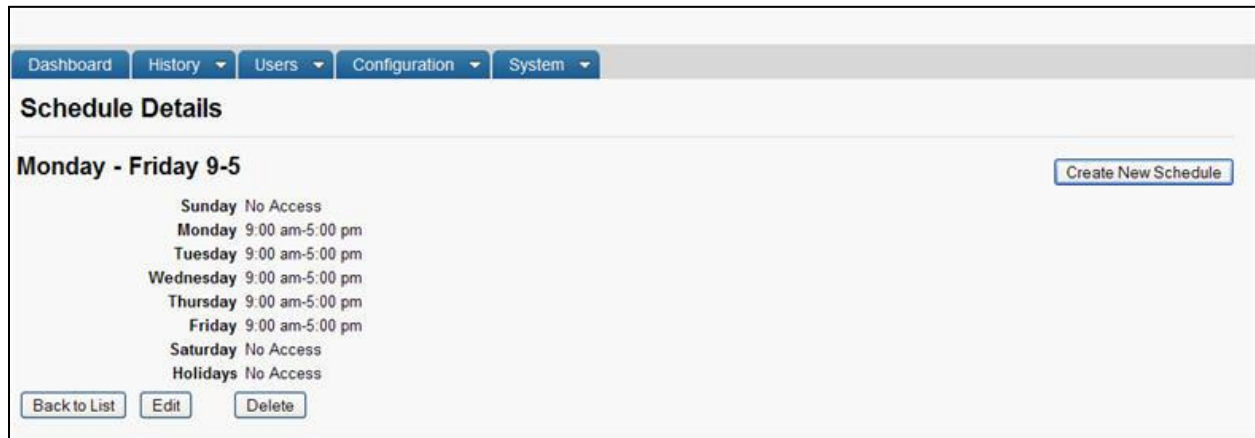 Dashboard History Users Configuration System
Schedule Details
Monday - Friday 9-5
Create New Schedule
Sunday No Access
Monday 9:00 am-5:00 pm
Tuesday 9:00 am-5:00 pm
Wednesday 9:00 am-5:00 pm
Thursday 9:00 am-5:00 pm
Friday 9:00 am-5:00 pm
Saturday No Access
Holidays No Access
Back to List Edit Delete